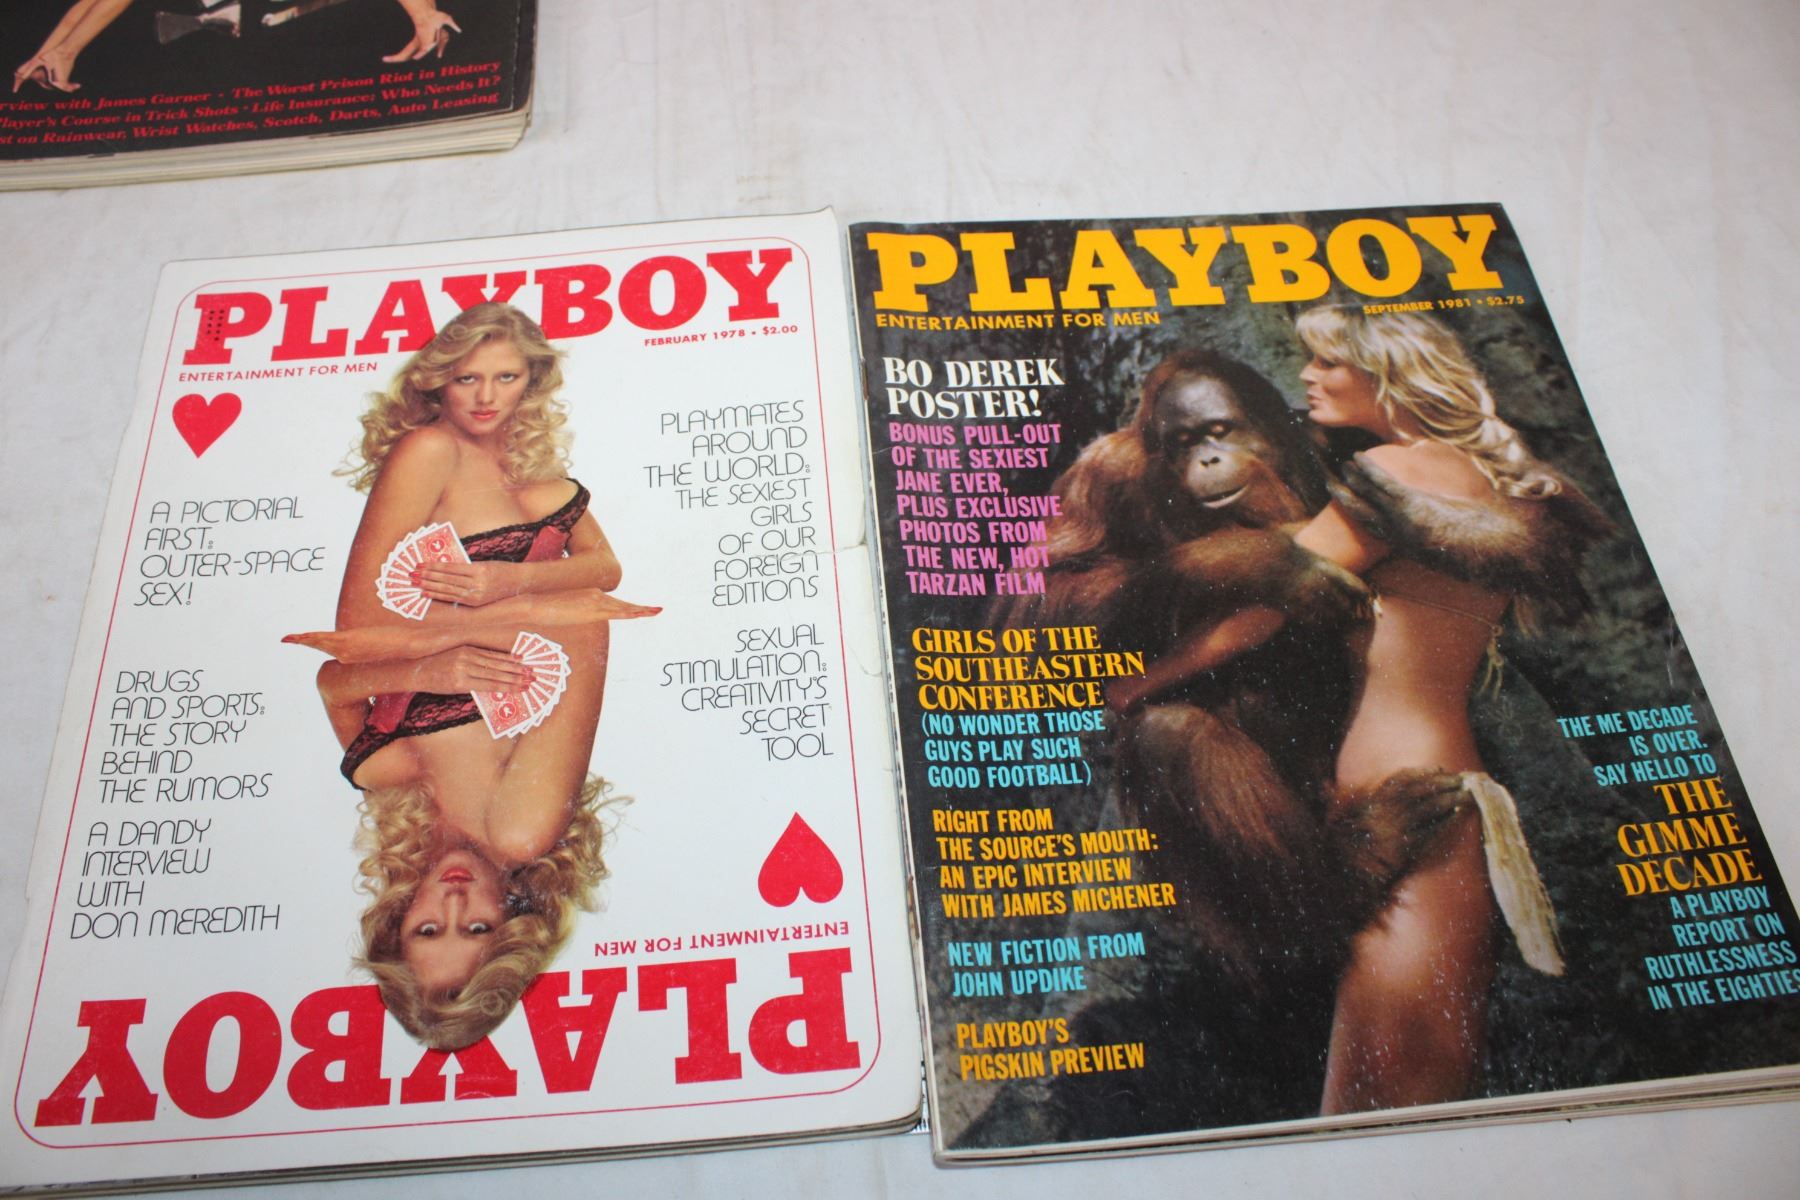 rview with James Garner • The Worst Prison Riot in History
layer's Course in Trick Shots • Life Insurance: Who Needs It?
st on Rainwear, Wrist Watches, Scotch, Darts, Auto Leasing
PLAYBOY
FEBRUARY 1978 • $2.00
ENTERTAINMENT FOR MEN
A PICTORIAL
FIRST:
OUTER-SPACE
SEX!
DRUGS
AND SPORTS:
THE STORY
BEHIND
THE RUMORS
A DANDY
INTERVIEW
WITH
DON MEREDITH
PLAYMATES
AROUND
THE WORLD:
THE SEXIEST
GIRLS
OF OUR
FOREIGN
EDITIONS
SEXUAL
STIMULATION:
CREATIVITY'S
SECRET
TOOL
ENTERTAINMENT FOR MEN
PLAYBOY
PLAYBOY
ENTERTAINMENT FOR MEN
SEPTEMBER 1981 • $2.75
BO DEREK
POSTER!
BONUS PULL-OUT
OF THE SEXIEST
JANE EVER,
PLUS EXCLUSIVE
PHOTOS FROM
THE NEW, HOT
TARZAN FILM
GIRLS OF THE
SOUTHEASTERN
CONFERENCE
(NO WONDER THOSE
GUYS PLAY SUCH
GOOD FOOTBALL)
RIGHT FROM
THE SOURCE'S MOUTH:
AN EPIC INTERVIEW
WITH JAMES MICHENER
NEW FICTION FROM
JOHN UPDIKE
PLAYBOY'S
PIGSKIN PREVIEW
THE ME DECADE
IS OVER.
SAY HELLO TO
THE
GIMME
DECADE
A PLAYBOY
REPORT ON
RUTHLESSNESS
IN THE EIGHTIES